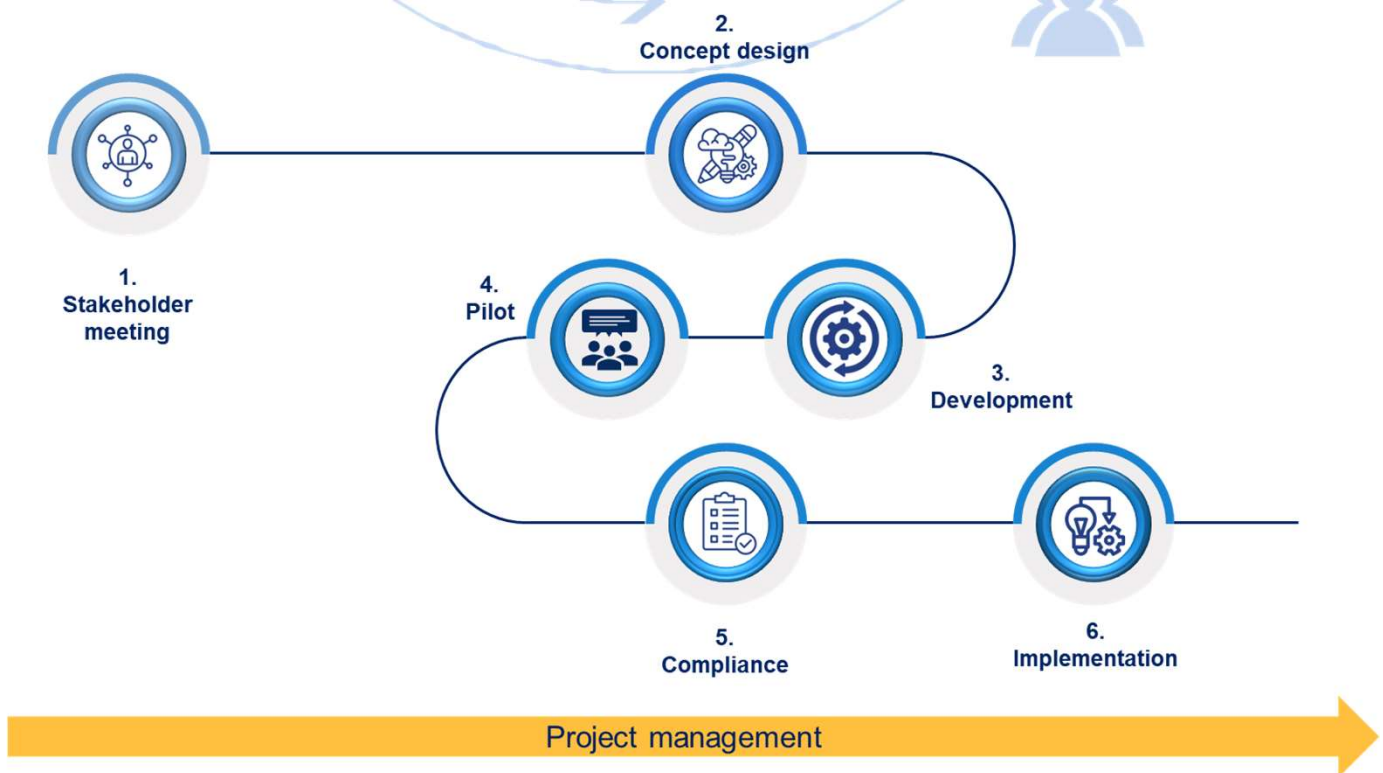 2.
Concept design
1.
Stakeholder
meeting
4.
Pilot
3.
Development
5.
Compliance
6.
Implementation
Project management